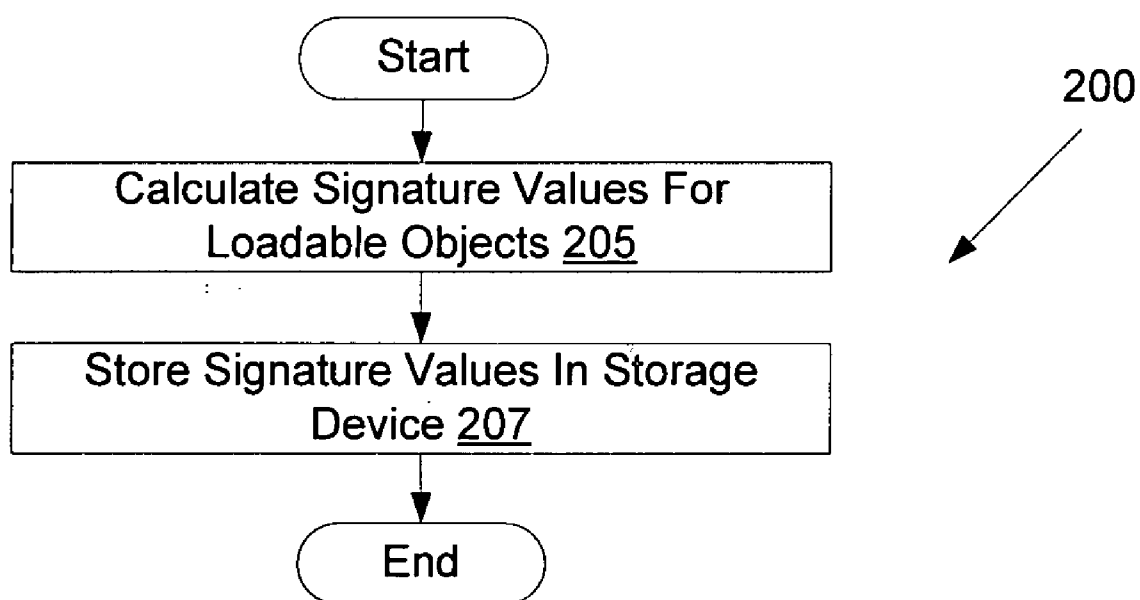 Start
200
Calculate Signature Values For
Loadable Objects 205
Store Signature Values In Storage
Device 207
End